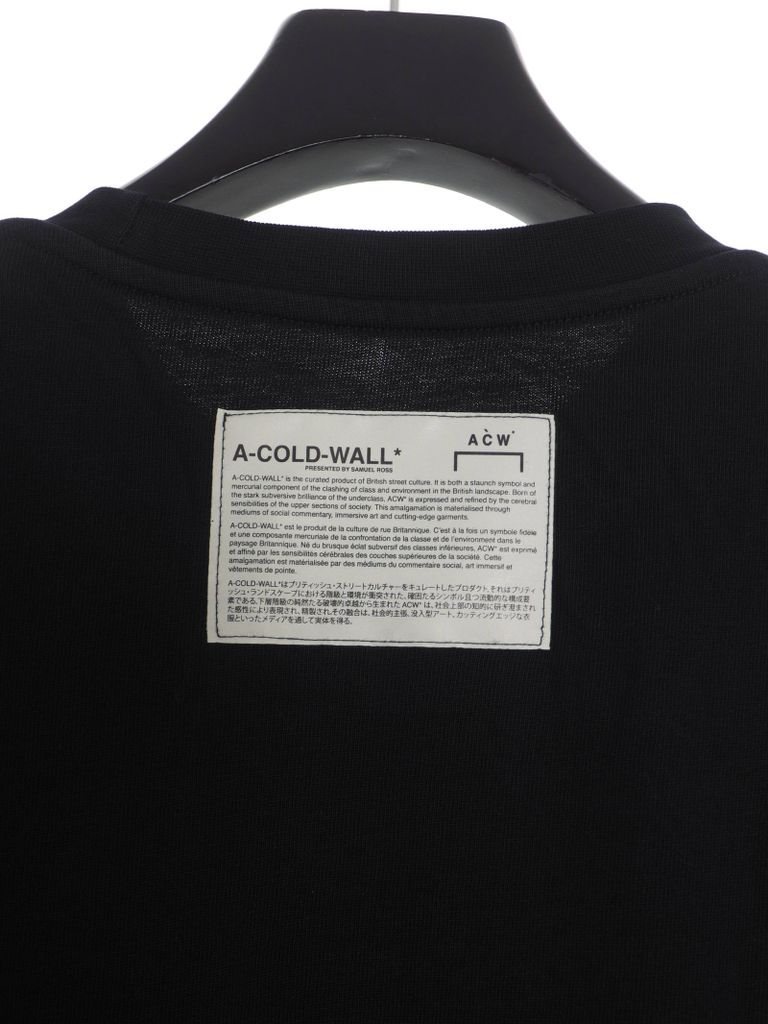 A-COLD-WALL*
PRESENTED BY SAMUEL ROSS
ACW*
A-COLD-WALL* is the curated product of British street culture. It is both a staunch symbol and
mercurial component of the clashing of class and environment in the British landscape. Born of
the stark subversive brilliance of the underclass. ACW* is expressed and refined by the cerebral
sensibilities of the upper sections of society. This amalgamation is materialised through
mediums of social commentary, immersive art and cutting-edge garments.
A-COLD-WALL* est le produit de la culture de rue Britannique. C'est à la fois un symbole fidele
et une composante mercuriale de la confrontation de la classe et de l'environment dans le
paysage Britannique. Né du brusque éclat subversif des classes inférieures, ACW* est exprimé
et affiné par les sensibilités cérébrales des couches supérieures de la société. Cette
amalgamation est matérialisée par des médiums du commentaire social, art immersif et
vêtements de pointe.
A-COLD-WALL*はブリティッシュ・ストリートカルチャーをキュレートしたプロダクト。それはブリティ
ッシュ・ランドスケープにおける階級と環境が衝突された、確固たるシンボル且つ流動的な構成要
素である。下層階級の純然たる破壊的卓越から生まれた ACW* は、社会上部の知的に研ぎ澄まされ
た感性により表現され、精製され、その融合は、社会的主張、没入型アート、カッティングエッジな衣
服といったメディアを通して実体を得る。